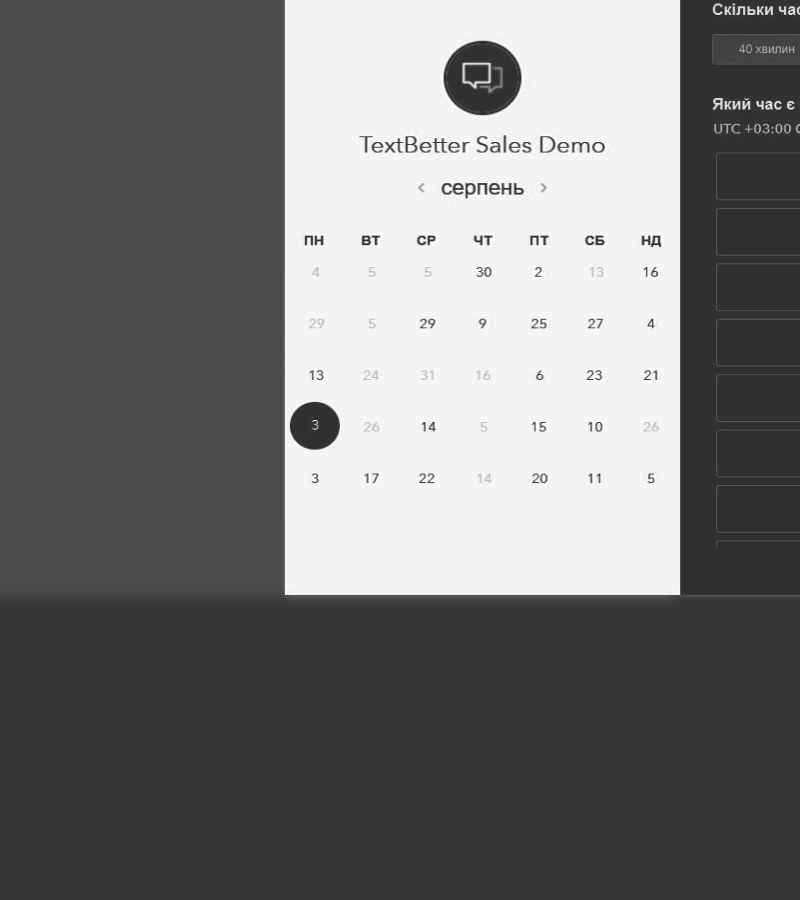 Скільки
40 хвилин
TextBetter Sales Demo
‹ серпень ›
Який час є
UTC +03:00
ПН ВТ СР ЧТ ПТ СБ НД
4 5 5 30 2 13 16
29 5 29 9 25 27 4
13 24 31 16 6 23 21
3 26 14 5 15 10 26
3 17 22 14 20 11 5